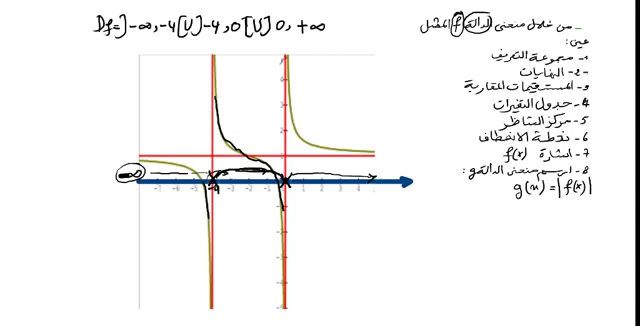 Df=]-∞,-4[U]-4,0[U]0,+∞
_ من خلال منحنى الدالة f الممثل
عين:
1- مجموعة التعريف
2- النهايات
3- المستقيمات المقاربة
4- جدول التغيرات
5- مركز التناظر
6- نقطة الانعطاف
7- اشارة f(x)
8- ارسم منحنى الدالة g:
g(x)=|f(x)|
-∞
-4